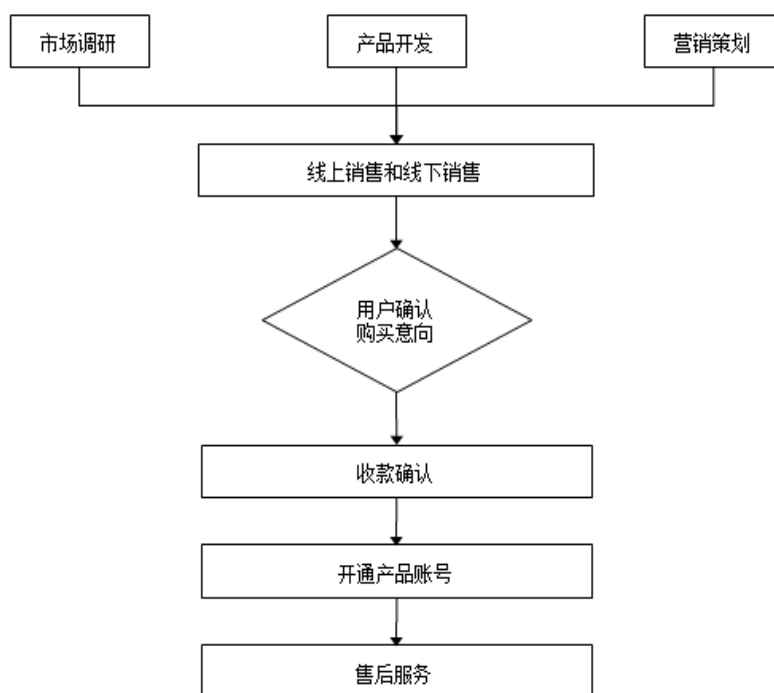 市场调研
产品开发
营销策划
线上销售和线下销售
用户确认
购买意向
收款确认
开通产品账号
售后服务